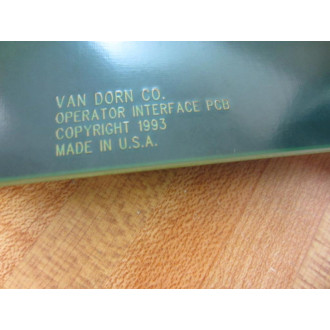 VAN DORN CO.
OPERATOR INTERFACE PCB
COPYRIGHT 1993
MADE IN U.S.A.